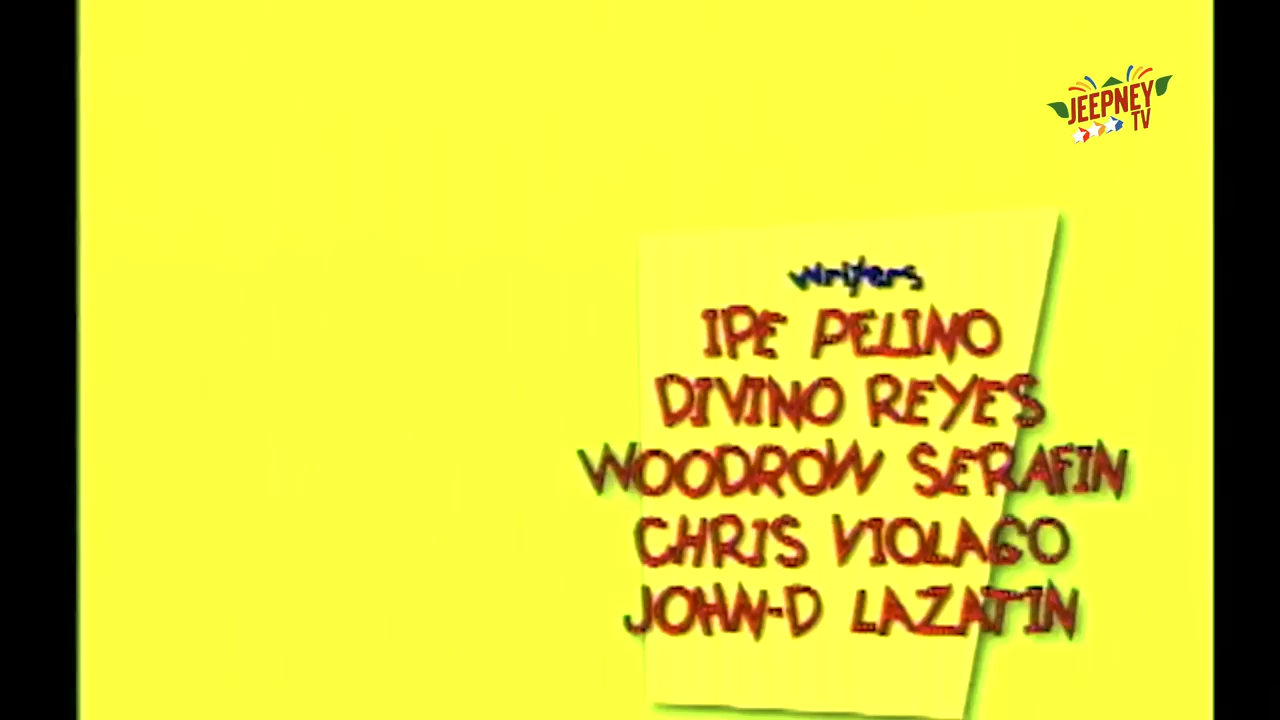 JEEPNEY
TV
writers
IPE PELINO
DIVINO REYES
WOODROW SERAFIN
CHRIS VIOLAGO
JOHN-D LAZATIN